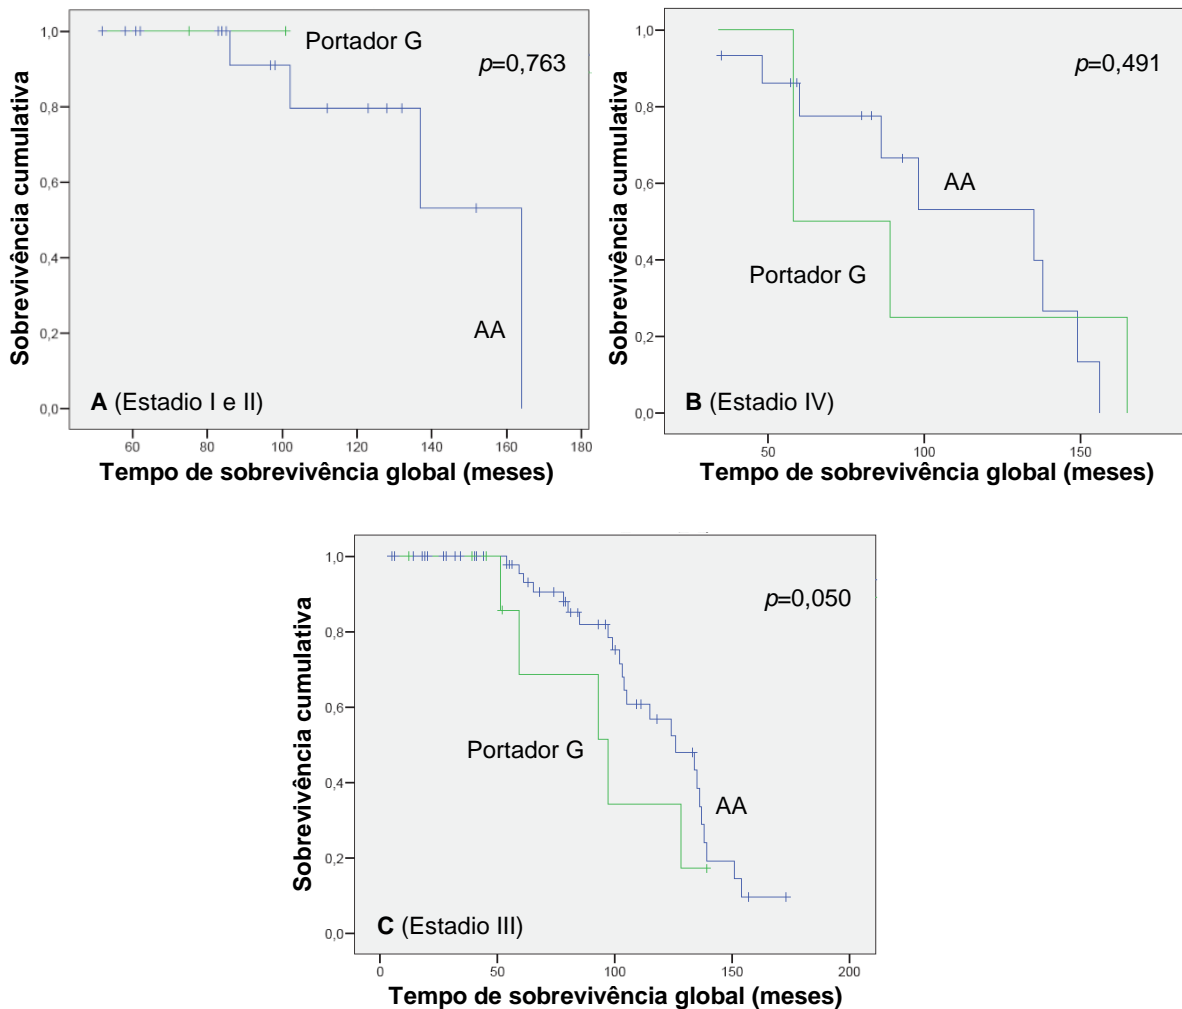 Sobrevivência cumulativa
1,0
0,8
0,6
0,4
0,2
0,0
Portador G
p=0,763
AA
A (Estadio I e II)
60 80 100 120 140 160 180
Tempo de sobrevivência global (meses)
Sobrevivência cumulativa
1,0
0,8
0,6
0,4
0,2
0,0
p=0,491
AA
Portador G
B (Estadio IV)
50 100 150
Tempo de sobrevivência global (meses)
Sobrevivência cumulativa
1,0
0,8
0,6
0,4
0,2
0,0
p=0,050
Portador G
AA
C (Estadio III)
0 50 100 150 200
Tempo de sobrevivência global (meses)